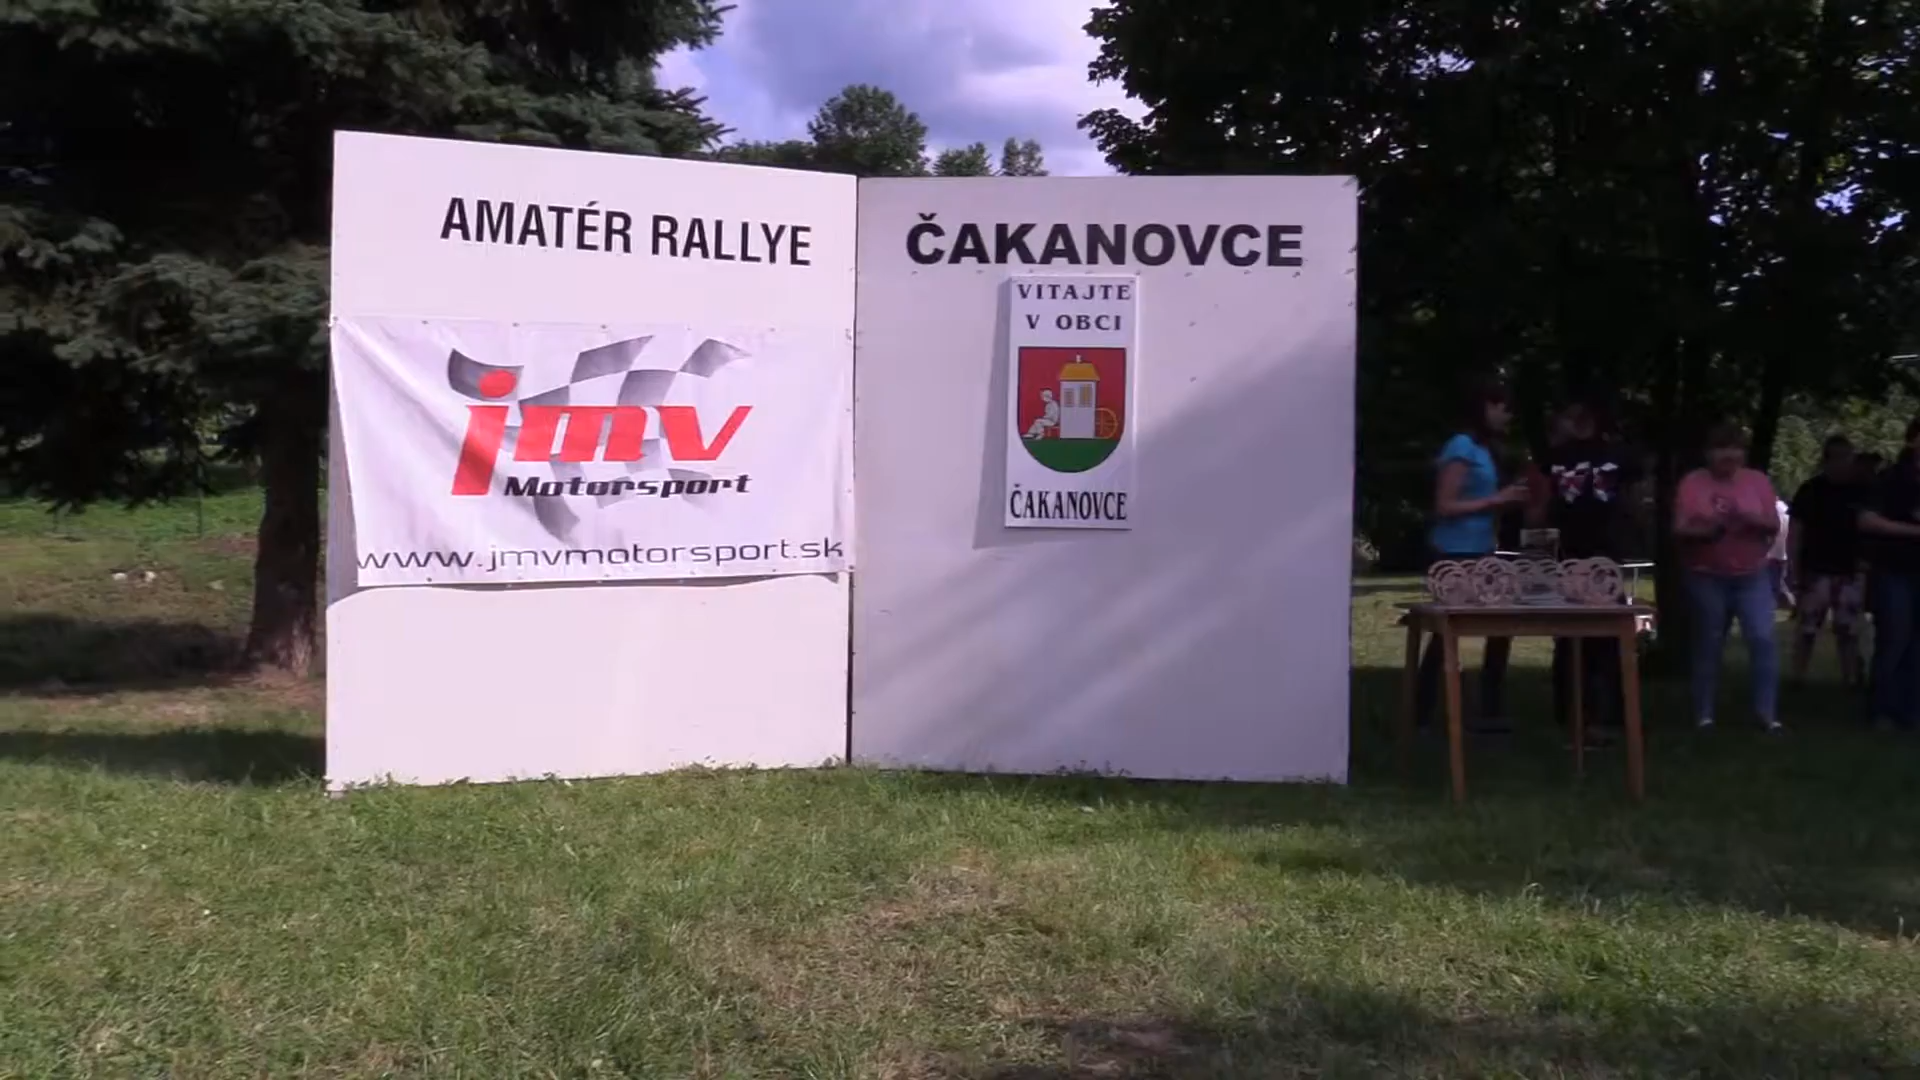 AMATÉR RALLYE
jmv
Motorsport
www.jmvmotorsport.sk
ČAKANOVCE
VITAJTE
V OBCI
ČAKANOVCE